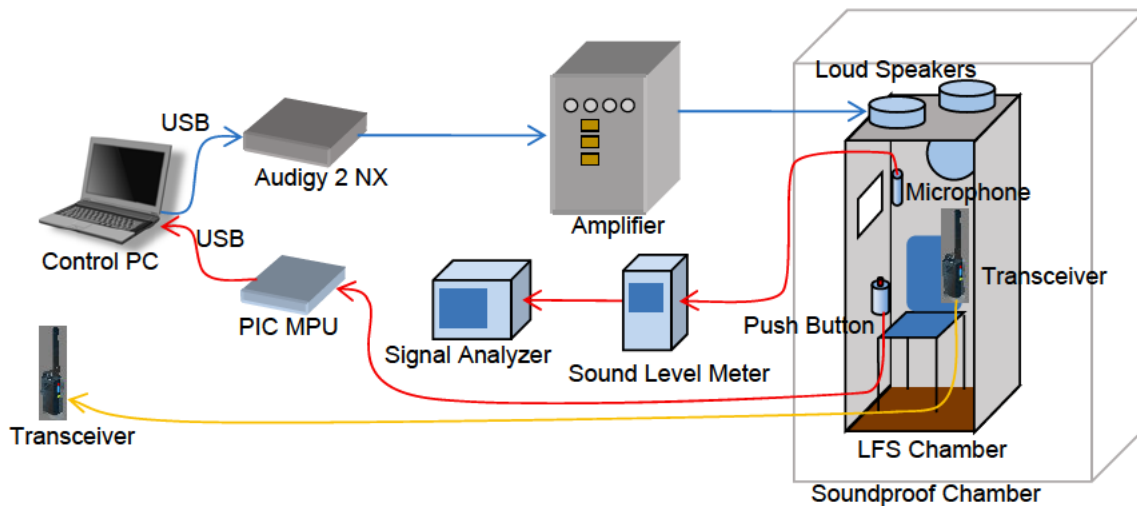 Loud Speakers
USB
Audigy 2 NX
Amplifier
Microphone
Control PC
USB
Transceiver
PIC MPU
Push Button
Signal Analyzer
Sound Level Meter
Transceiver
LFS Chamber
Soundproof Chamber